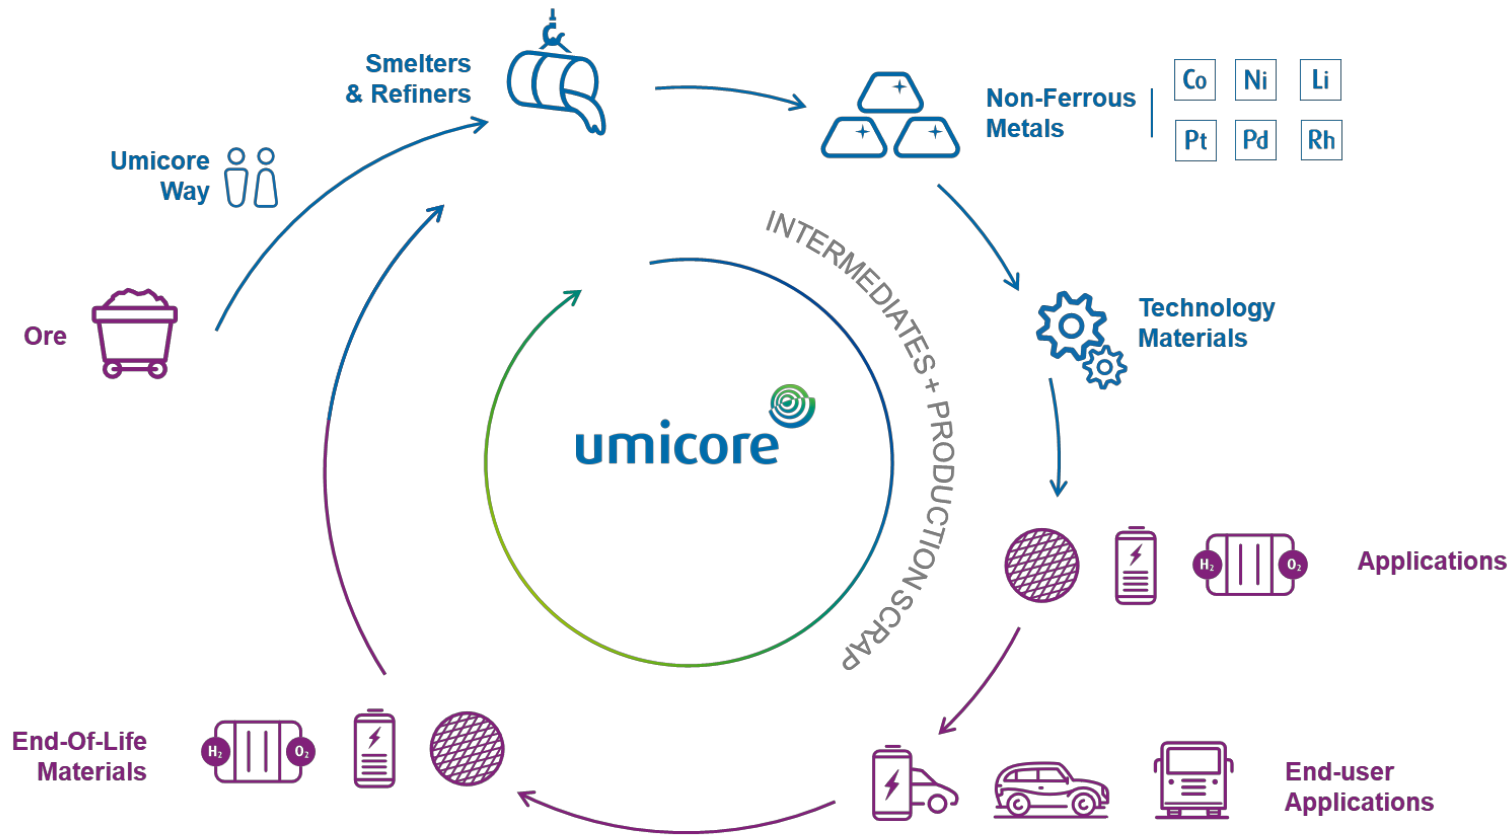 Smelters
& Refiners
Non-Ferrous
Metals
Co Ni Li
Pt Pd Rh
Umicore
Way
INTERMEDIATES + PRODUCTION SCRAP
Ore
Technology
Materials
umicore
H₂ O₂
Applications
End-Of-Life
Materials
H₂ O₂
End-user
Applications